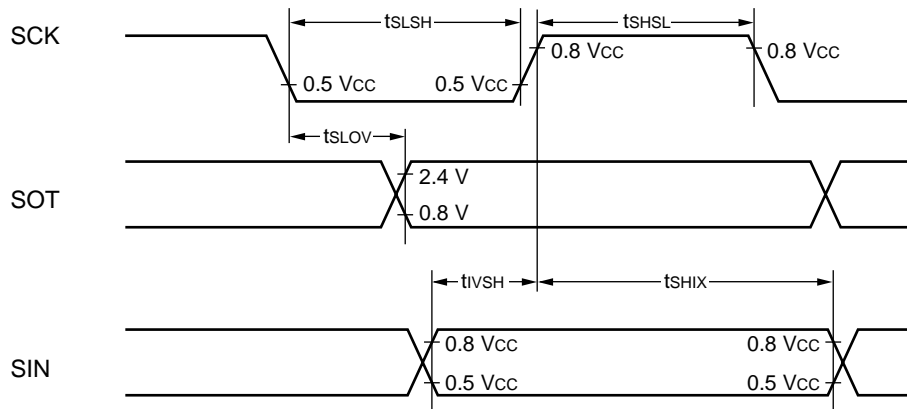 tSLSH tSHSL
SCK
0.8 VCC 0.8 VCC
0.5 VCC 0.5 VCC
tSLOV
SOT
2.4 V
0.8 V
tIVSH tSHIX
SIN
0.8 VCC 0.8 VCC
0.5 VCC 0.5 VCC